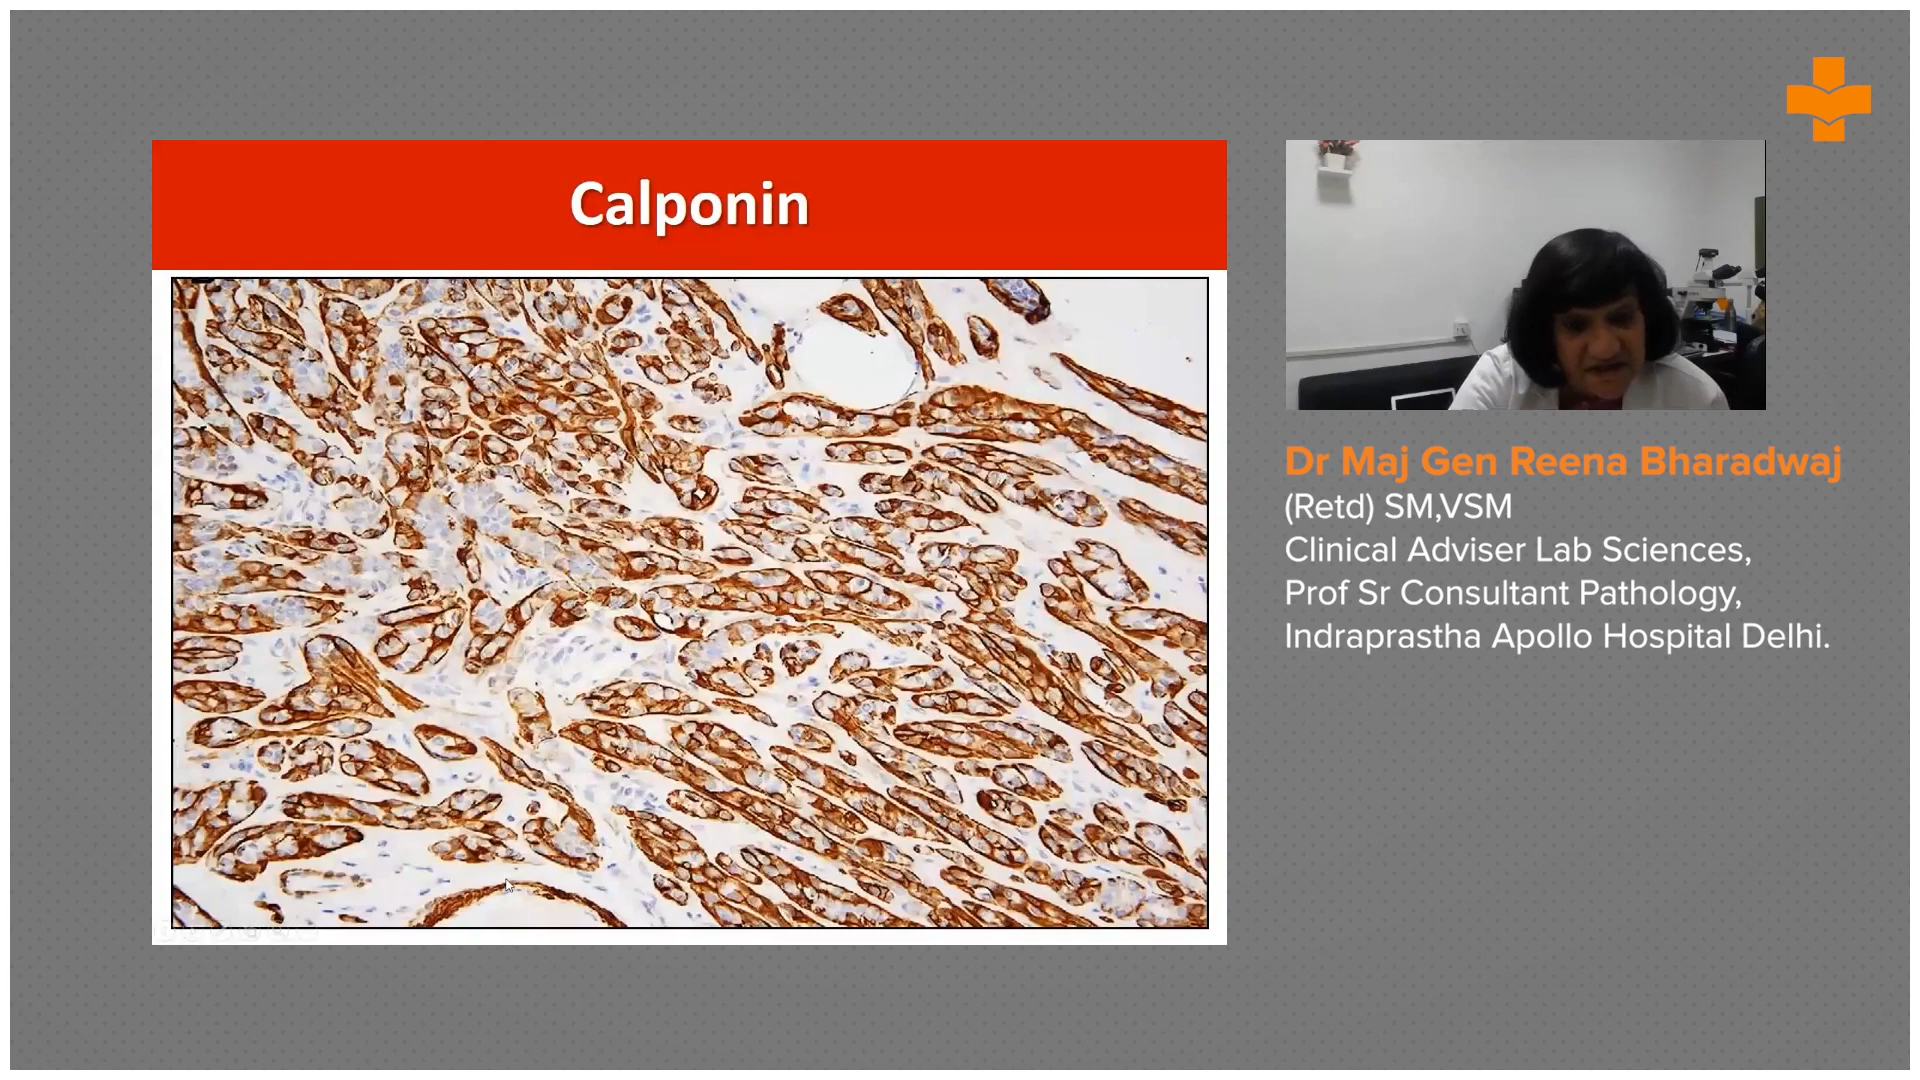 Calponin
Dr Maj Gen Reena Bharadwaj
(Retd) SM,VSM
Clinical Adviser Lab Sciences,
Prof Sr Consultant Pathology,
Indraprastha Apollo Hospital Delhi.